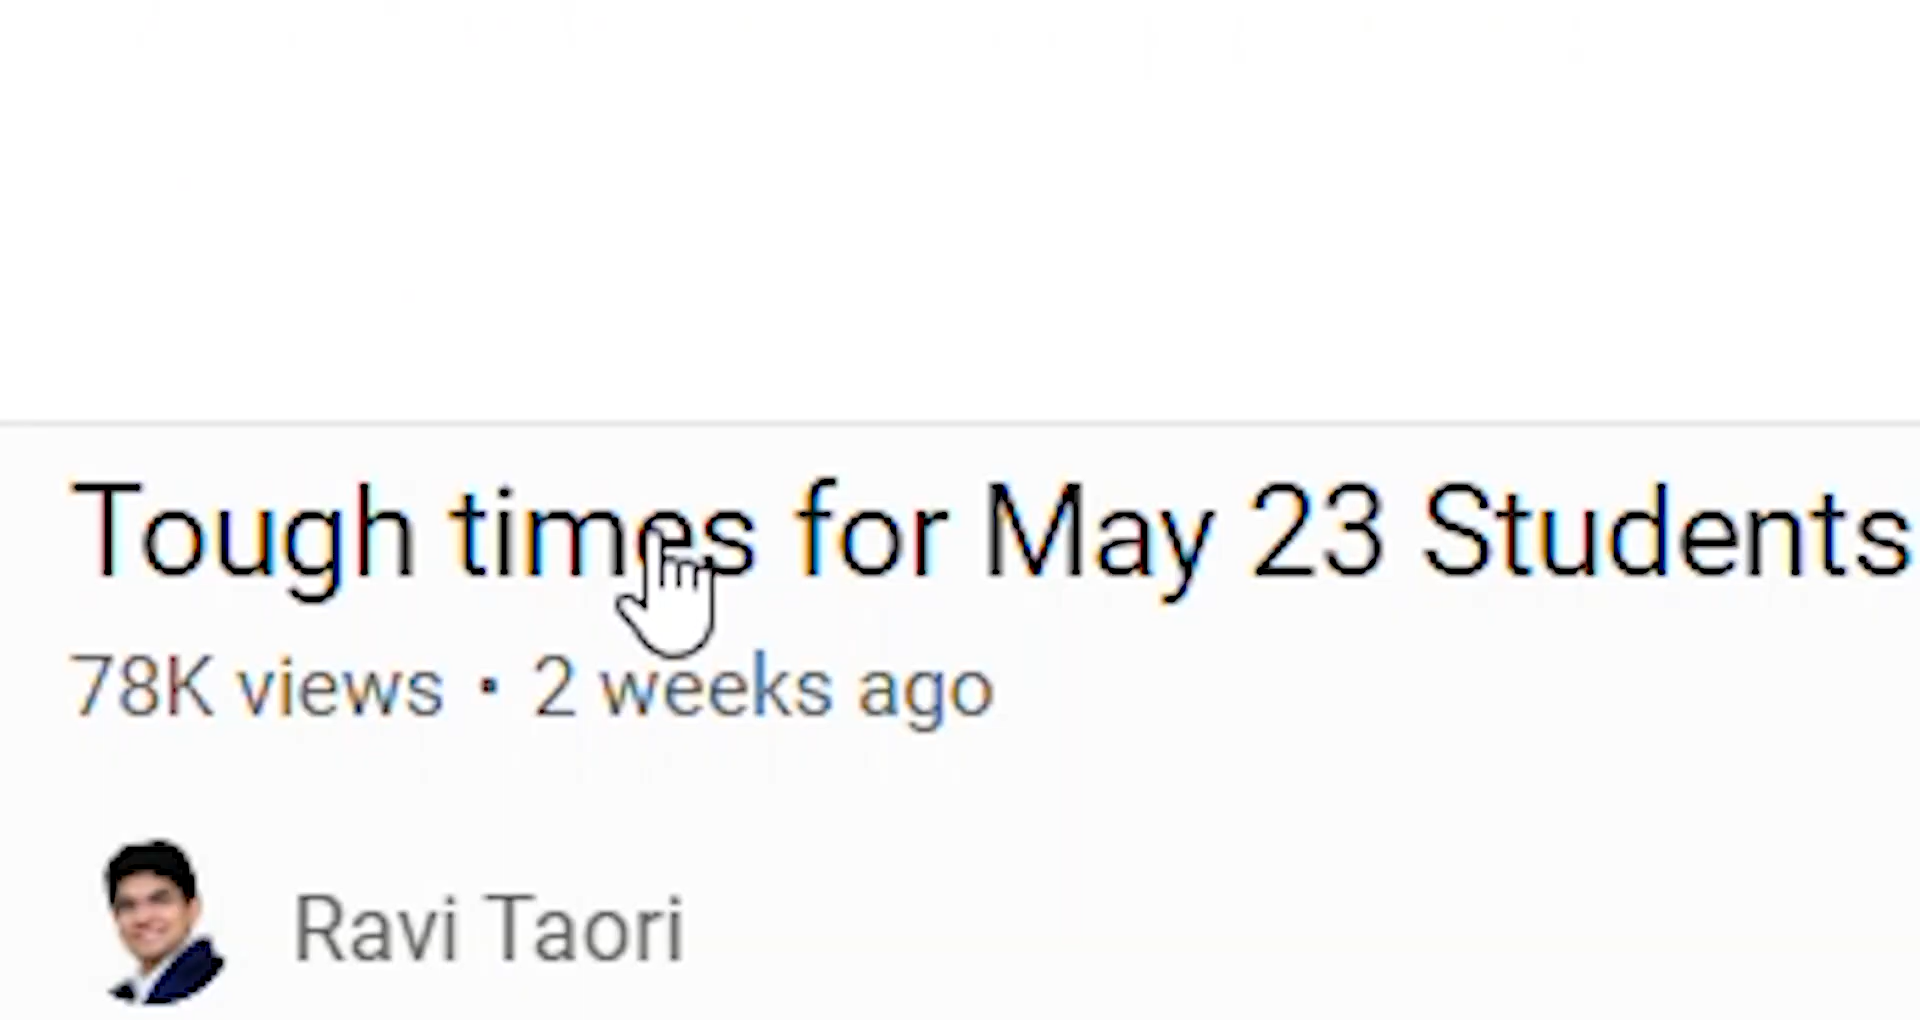 Tough times for May 23 Students
78K views • 2 weeks ago
Ravi Taori